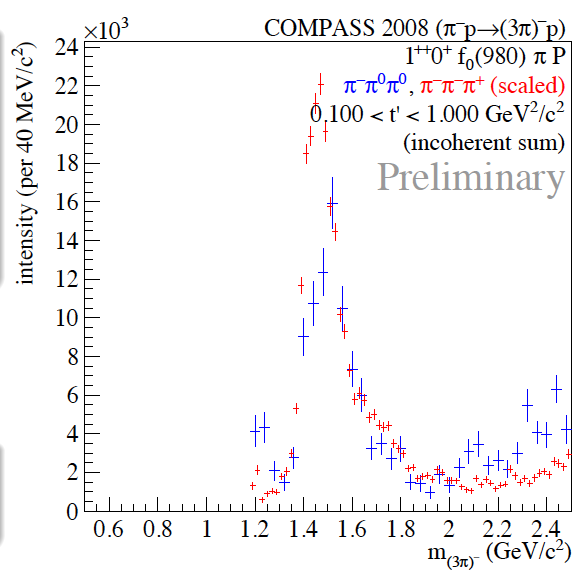 COMPASS 2008 (π⁻p→(3π)⁻p)
×10³
1⁺⁺0⁺ f₀(980) π P
π⁻π⁰π⁰, π⁻π⁻π⁺ (scaled)
0.100 < t' < 1.000 GeV²/c²
(incoherent sum)
Preliminary
intensity (per 40 MeV/c²)
24
22
20
18
16
14
12
10
8
6
4
2
0
0.6 0.8 1 1.2 1.4 1.6 1.8 2 2.2 2.4
m₍₃π₎⁻ (GeV/c²)